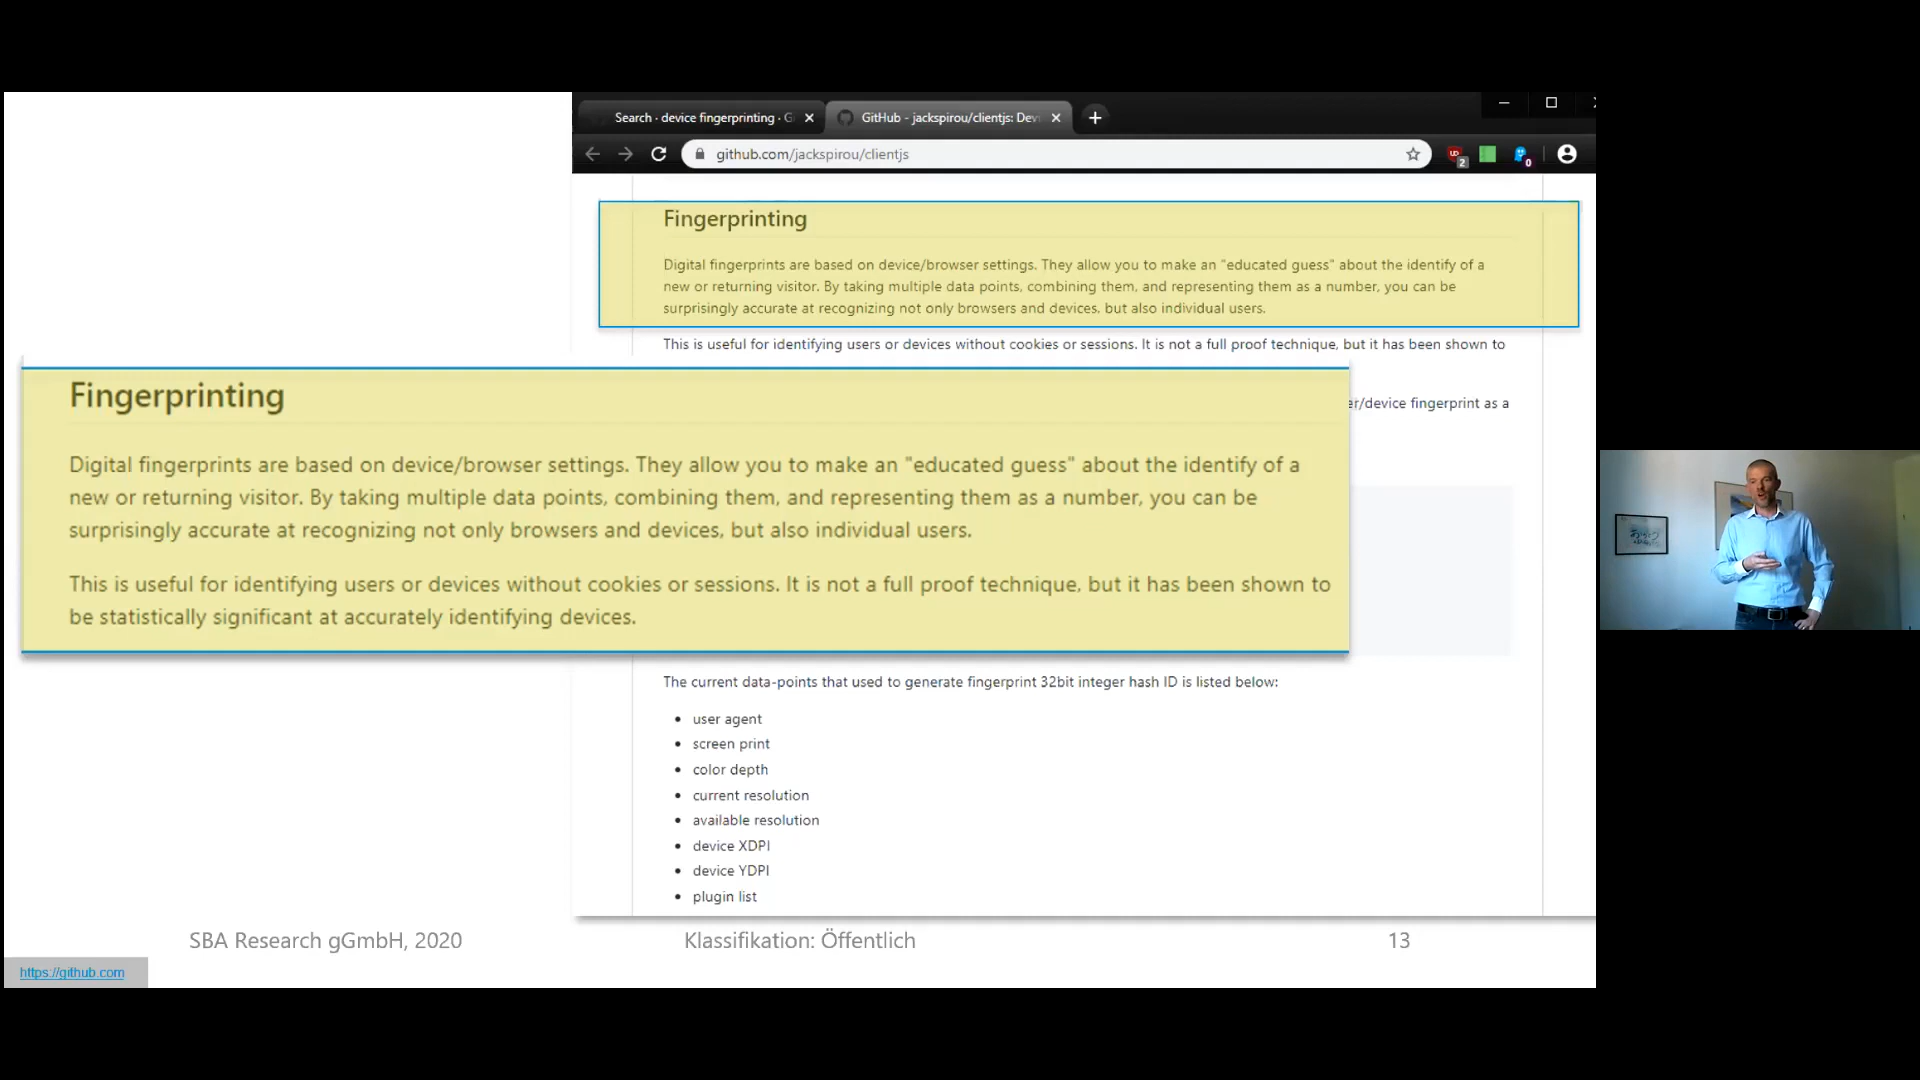 Search · device fingerprinting · G
GitHub - jackspirou/clientjs: Dev
github.com/jackspirou/clientjs
2
0
Fingerprinting
Digital fingerprints are based on device/browser settings. They allow you to make an "educated guess" about the identify of a
new or returning visitor. By taking multiple data points, combining them, and representing them as a number, you can be
surprisingly accurate at recognizing not only browsers and devices, but also individual users.
This is useful for identifying users or devices without cookies or sessions. It is not a full proof technique, but it has been shown to
er/device fingerprint as a
Fingerprinting
Digital fingerprints are based on device/browser settings. They allow you to make an "educated guess" about the identify of a
new or returning visitor. By taking multiple data points, combining them, and representing them as a number, you can be
surprisingly accurate at recognizing not only browsers and devices, but also individual users.
This is useful for identifying users or devices without cookies or sessions. It is not a full proof technique, but it has been shown to
be statistically significant at accurately identifying devices.
The current data-points that used to generate fingerprint 32bit integer hash ID is listed below:
• user agent
• screen print
• color depth
• current resolution
• available resolution
• device XDPI
• device YDPI
• plugin list
SBA Research gGmbH, 2020
Klassifikation: Öffentlich
13
https://github.com